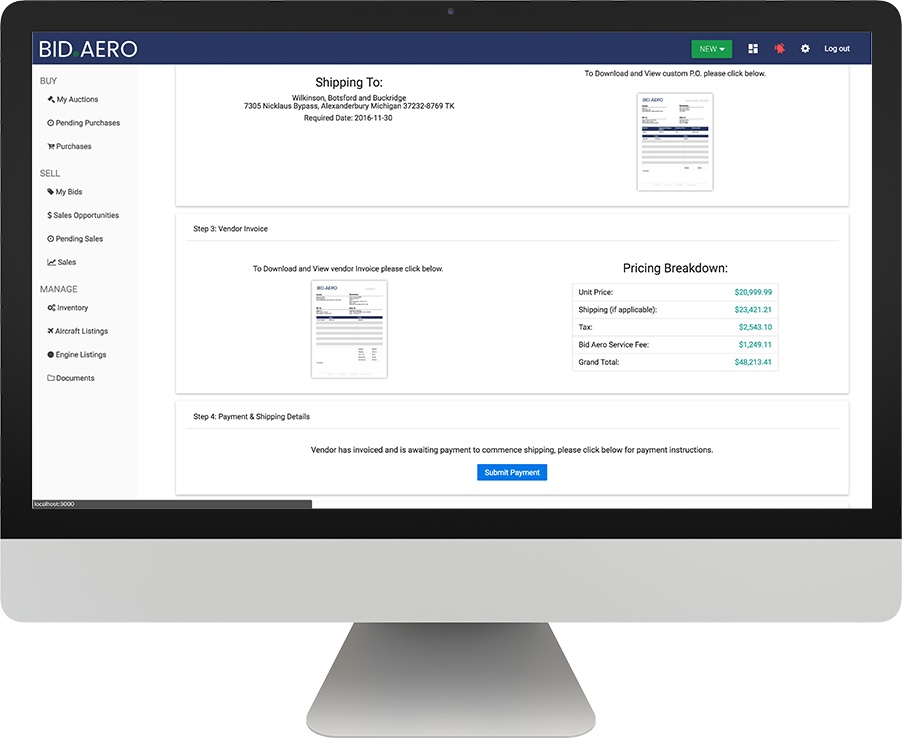 BID.AERO
NEW
Log out
BUY
My Auctions
Pending Purchases
Purchases
SELL
My Bids
$ Sales Opportunities
Pending Sales
Sales
MANAGE
Inventory
Aircraft Listings
Engine Listings
Documents
Shipping To:
Wilkinson, Botsford and Buckridge
7305 Nicklaus Bypass, Alexanderbury Michigan 37232-8769 TK
Required Date: 2016-11-30
To Download and View custom P.O. please click below.
BID AERO
Step 3: Vendor Invoice
To Download and View vendor Invoice please click below.
BID AERO
Pricing Breakdown:
Unit Price: $20,999.99
Shipping (if applicable): $23,421.21
Tax: $2,543.10
Bid Aero Service Fee: $1,249.11
Grand Total: $48,213.41
Step 4: Payment & Shipping Details
Vendor has invoiced and is awaiting payment to commence shipping, please click below for payment instructions.
Submit Payment
localhost:3000